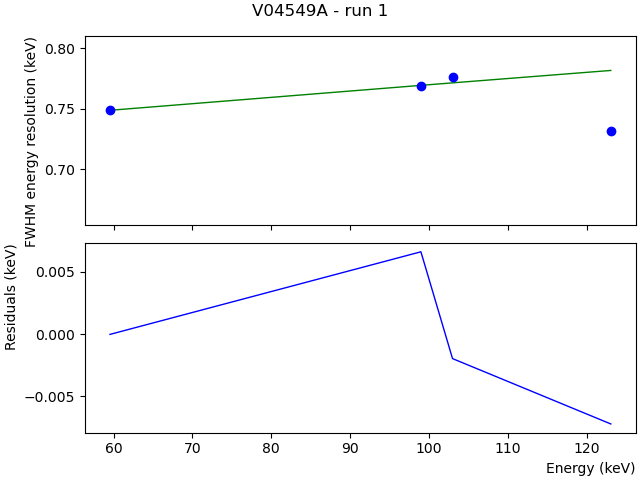 V04549A - run 1
FWHM energy resolution (keV)
0.80
0.75
0.70
Residuals (keV)
0.005
0.000
−0.005
60 70 80 90 100 110 120
Energy (keV)